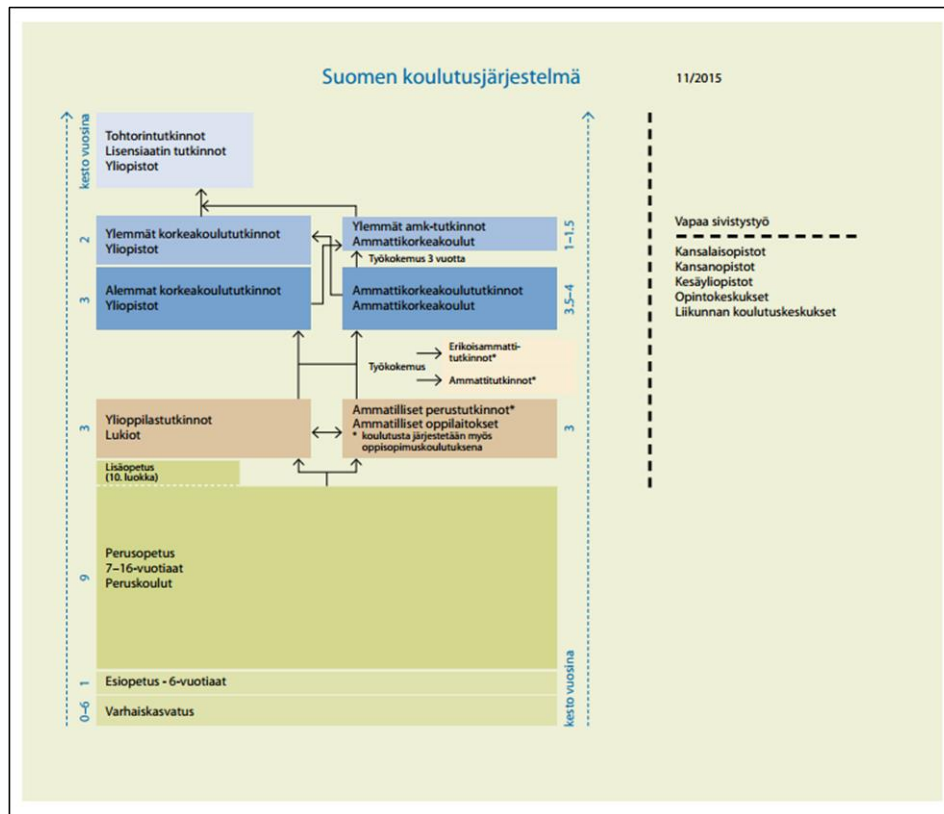 Suomen koulutusjärjestelmä
11/2015
kesto vuosina
Tohtorintutkinnot
Lisensiaatin tutkinnot
Yliopistot
2
Ylemmät korkeakoulututkinnot
Yliopistot
Ylemmät amk-tutkinnot
Ammattikorkeakoulut
1–1.5
Työkokemus 3 vuotta
3
Alemmat korkeakoulututkinnot
Yliopistot
Ammattikorkeakoulututkinnot
Ammattikorkeakoulut
3.5–4
Työkokemus
Erikoisammatti-
tutkinnot*
Ammattitutkinnot*
3
Ylioppilastutkinnot
Lukiot
Ammatilliset perustutkinnot*
Ammatilliset oppilaitokset
* koulutusta järjestetään myös
oppisopimuskoulutuksena
3
Lisäopetus
(10. luokka)
9
Perusopetus
7–16-vuotiaat
Peruskoulut
1
Esiopetus - 6-vuotiaat
0–6
Varhaiskasvatus
kesto vuosina
Vapaa sivistystyö
Kansalaisopistot
Kansanopistot
Kesäyliopistot
Opintokeskukset
Liikunnan koulutuskeskukset